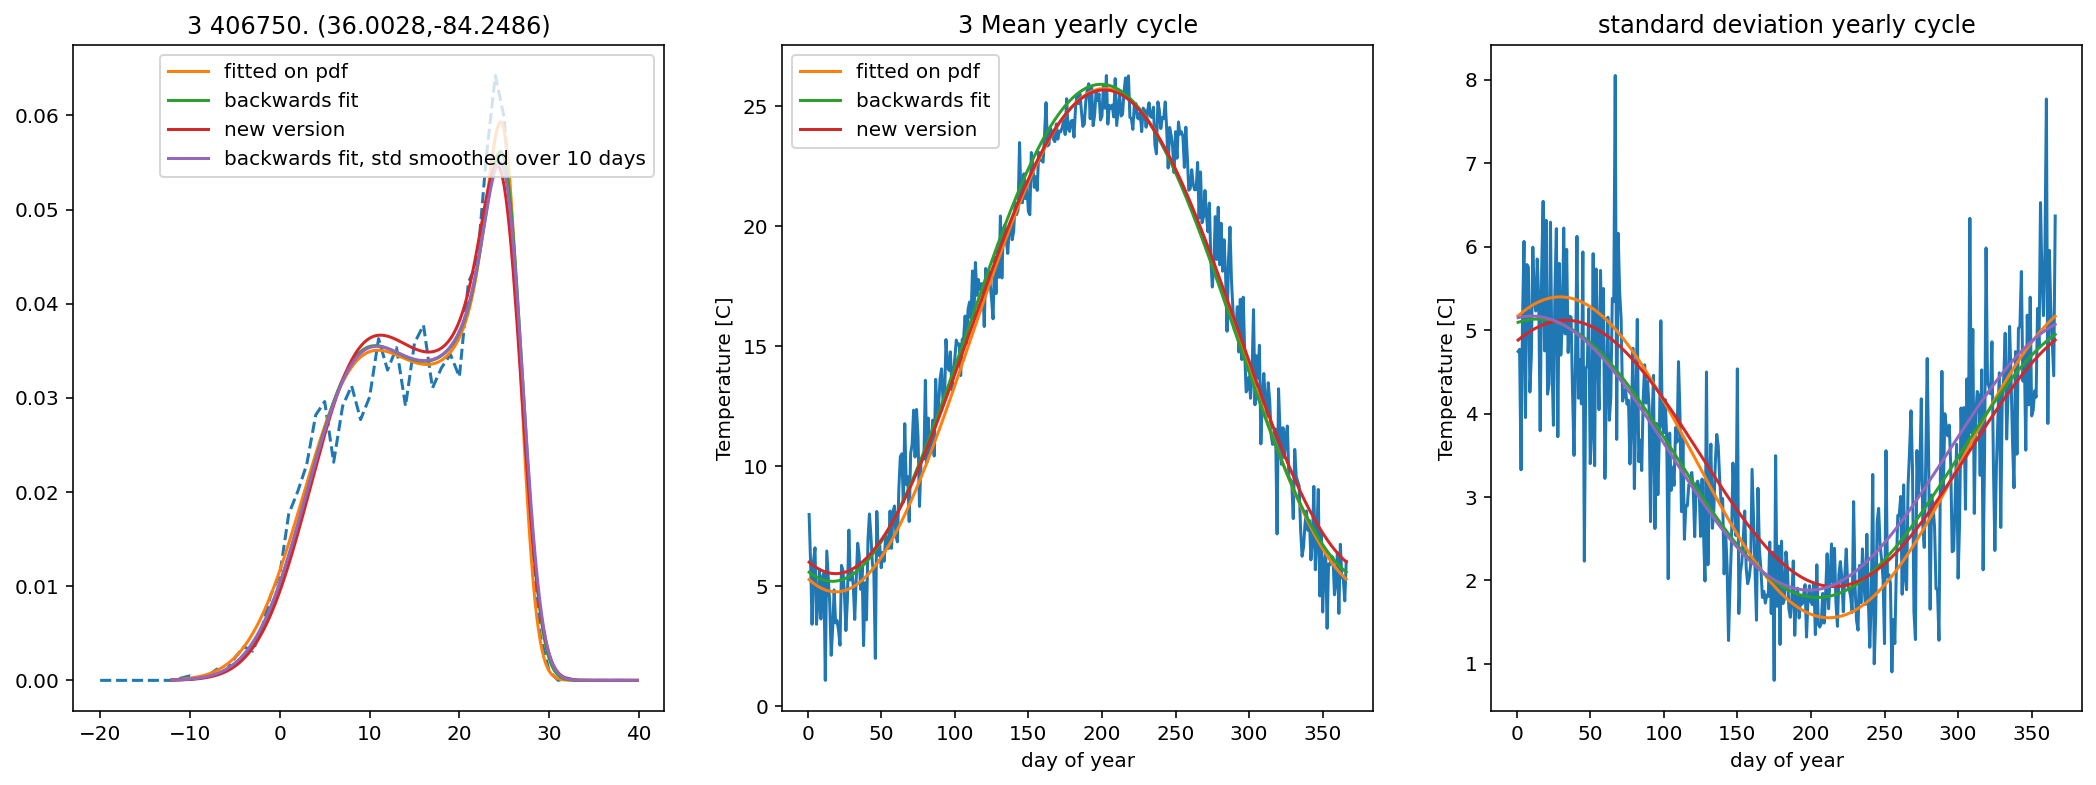 3 406750. (36.0028,-84.2486)
fitted on pdf
backwards fit
new version
backwards fit, std smoothed over 10 days
0.06
0.05
0.04
0.03
0.02
0.01
0.00
−20 −10 0 10 20 30 40
3 Mean yearly cycle
fitted on pdf
backwards fit
new version
Temperature [C]
25
20
15
10
5
0
0 50 100 150 200 250 300 350
day of year
standard deviation yearly cycle
Temperature [C]
8
7
6
5
4
3
2
1
0 50 100 150 200 250 300 350
day of year